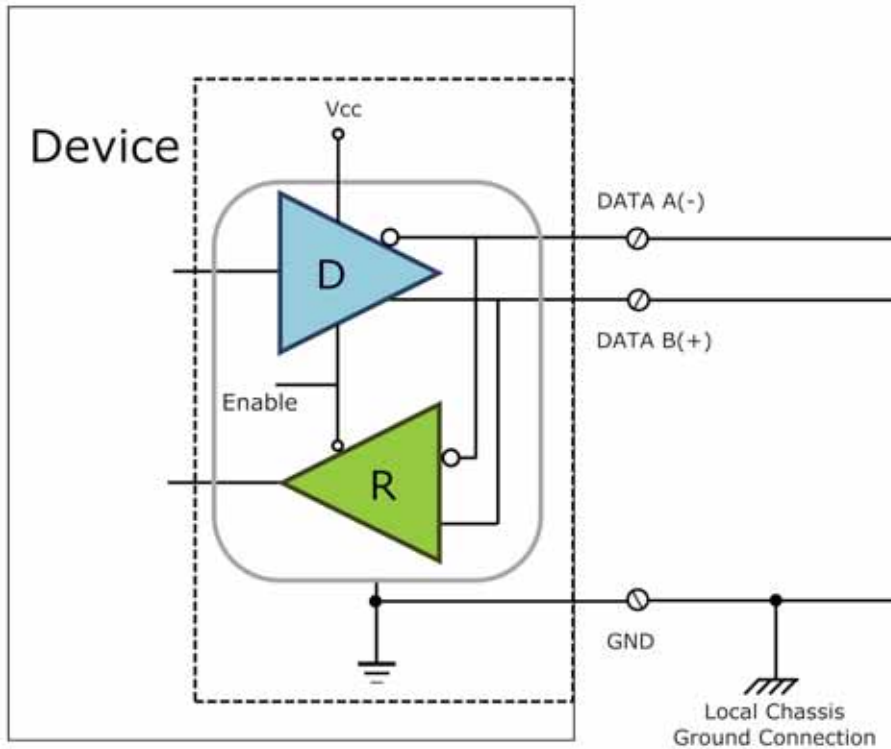 Device
Vcc
DATA A(-)
D
DATA B(+)
Enable
R
GND
Local Chassis
Ground Connection